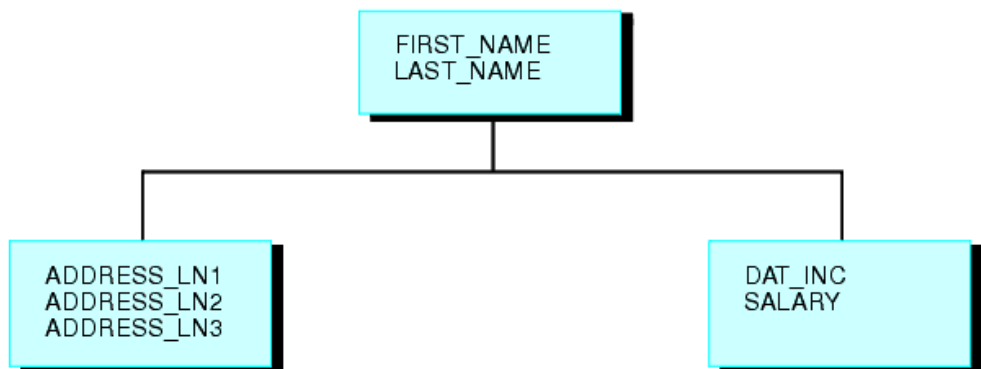 FIRST_NAME
LAST_NAME
ADDRESS_LN1
ADDRESS_LN2
ADDRESS_LN3
DAT_INC
SALARY